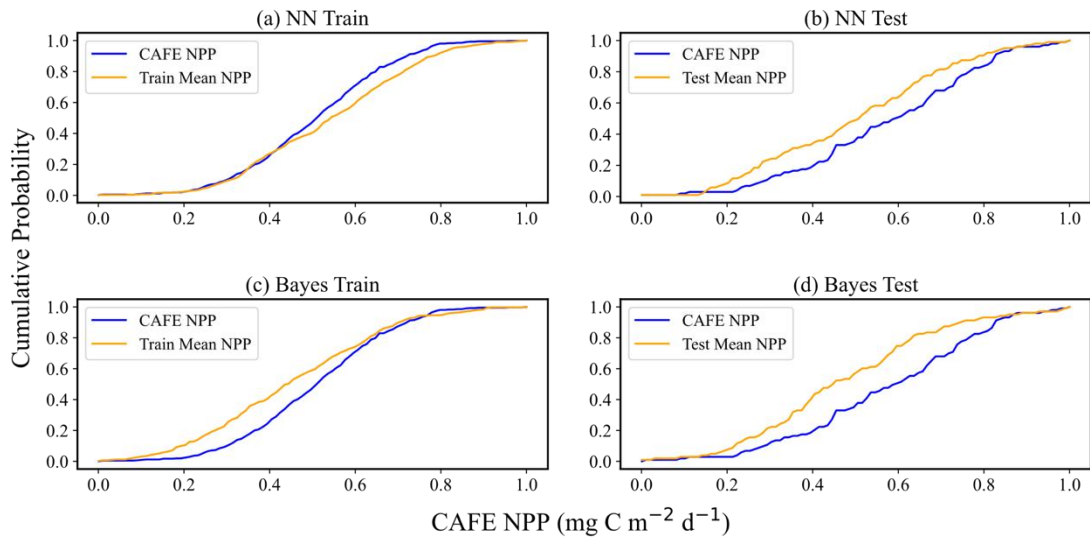 (a) NN Train
CAFE NPP
Train Mean NPP
1.0
0.8
0.6
0.4
0.2
0.0
0.0 0.2 0.4 0.6 0.8 1.0
(b) NN Test
CAFE NPP
Test Mean NPP
1.0
0.8
0.6
0.4
0.2
0.0
0.0 0.2 0.4 0.6 0.8 1.0
Cumulative Probability
(c) Bayes Train
CAFE NPP
Train Mean NPP
1.0
0.8
0.6
0.4
0.2
0.0
0.0 0.2 0.4 0.6 0.8 1.0
(d) Bayes Test
CAFE NPP
Test Mean NPP
1.0
0.8
0.6
0.4
0.2
0.0
0.0 0.2 0.4 0.6 0.8 1.0
CAFE NPP (mg C m⁻² d⁻¹)